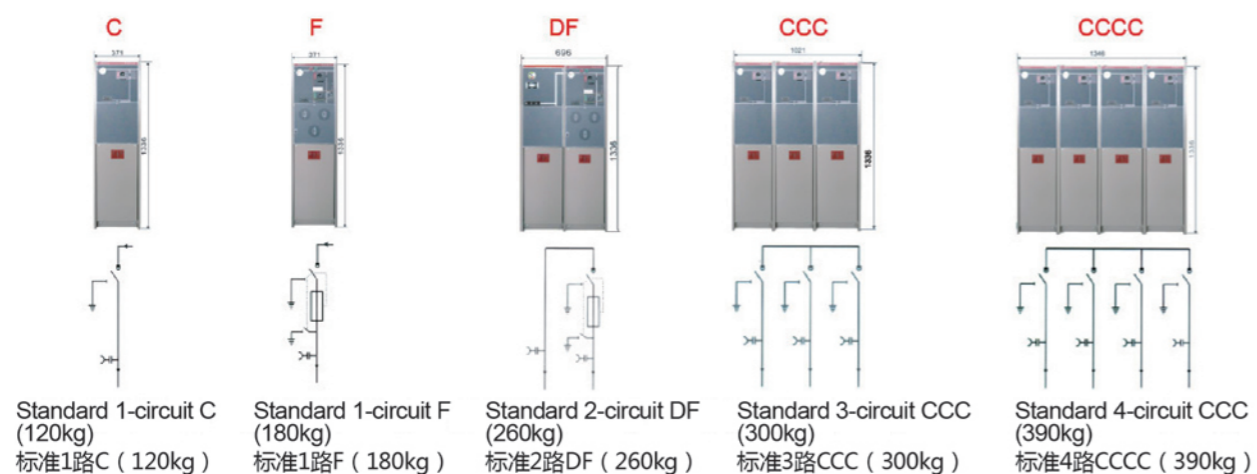 C
F
DF
CCC
CCCC
371
371
696
1021
1346
1336
1336
1336
1336
1336
Standard 1-circuit C
(120kg)
标准1路C（120kg）
Standard 1-circuit F
(180kg)
标准1路F（180kg）
Standard 2-circuit DF
(260kg)
标准2路DF（260kg）
Standard 3-circuit CCC
(300kg)
标准3路CCC（300kg）
Standard 4-circuit CCC
(390kg)
标准4路CCCC（390kg）